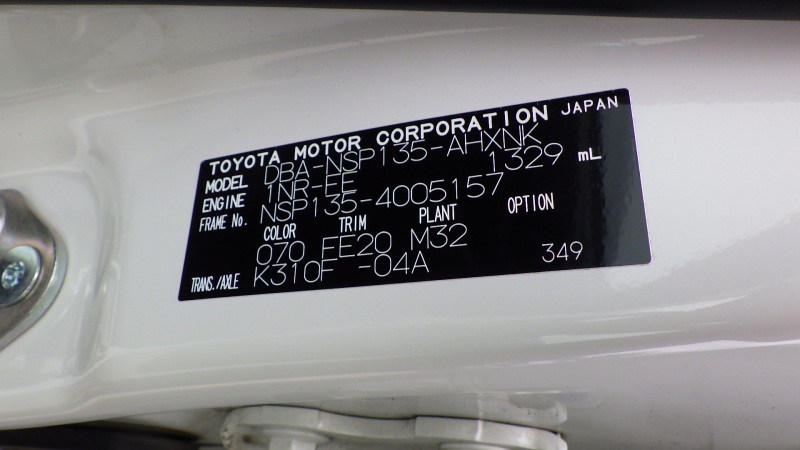 TOYOTA MOTOR CORPORATION JAPAN
MODEL DBA-NSP135-AHXNK
ENGINE 1NR-EE 1329 mL
FRAME No. NSP135-4005157
COLOR TRIM PLANT OPTION
070 FE20 M32
TRANS./AXLE K310F -04A 349